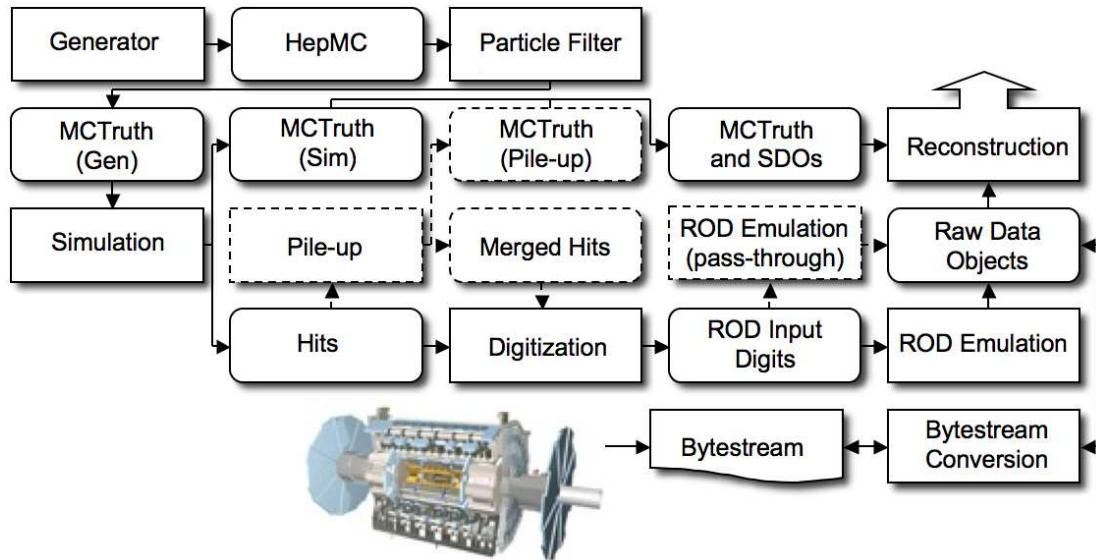 Generator
HepMC
Particle Filter
MCTruth
(Gen)
MCTruth
(Sim)
MCTruth
(Pile-up)
MCTruth
and SDOs
Reconstruction
Simulation
Pile-up
Merged Hits
ROD Emulation
(pass-through)
Raw Data
Objects
Hits
Digitization
ROD Input
Digits
ROD Emulation
Bytestream
Bytestream
Conversion